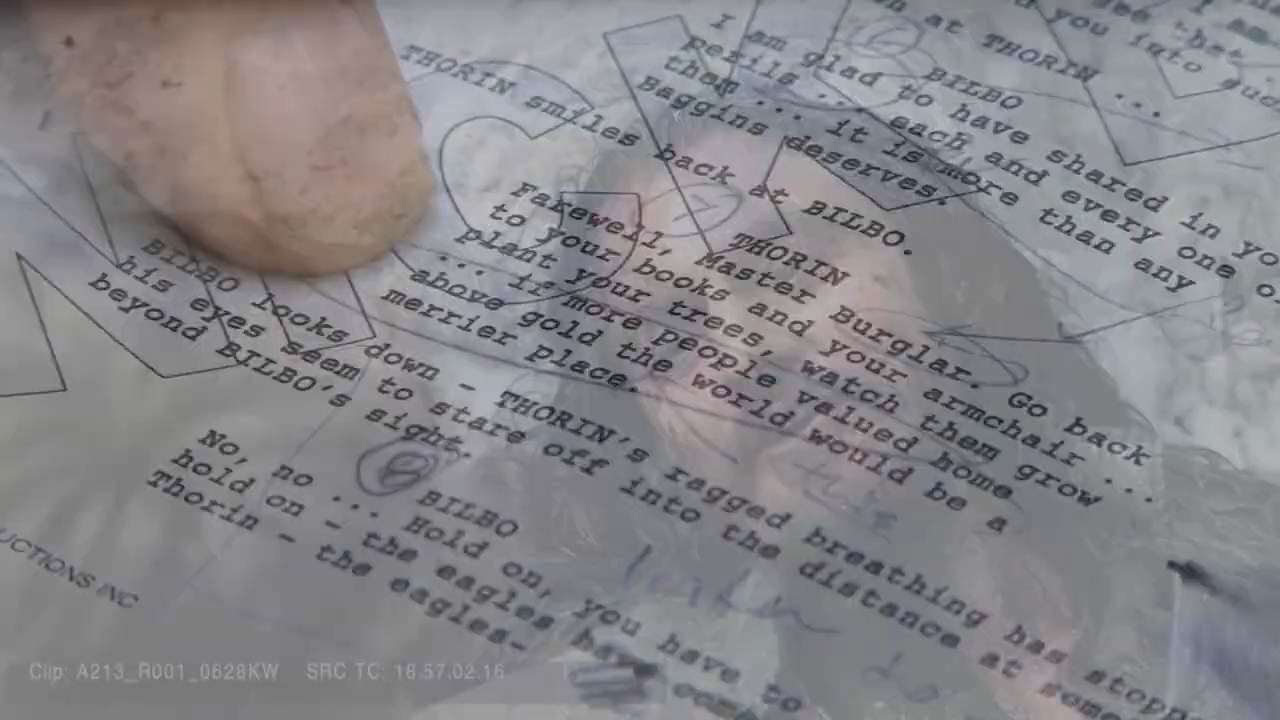 n at THORIN
BILBO
I am glad to have shared in yo
perils ... each and every one o
them ... it is more than any
Baggins deserves.
THORIN smiles back at BILBO.
THORIN
Farewell, Master Burglar. Go back
to your books and your armchair ...
plant your trees, watch them grow
... if more people valued home
above gold the world would be a
merrier place.
BILBO looks down - THORIN's ragged breathing has stopp
his eyes seem to stare off into the distance at some
beyond BILBO's sight.
BILBO
No, no ... Hold on, you have to
hold on - the eagles have
Thorin - the eagles-
UCTIONS INC
Clip: A213_R001_0628KW SRC TC: 18.57.02.16